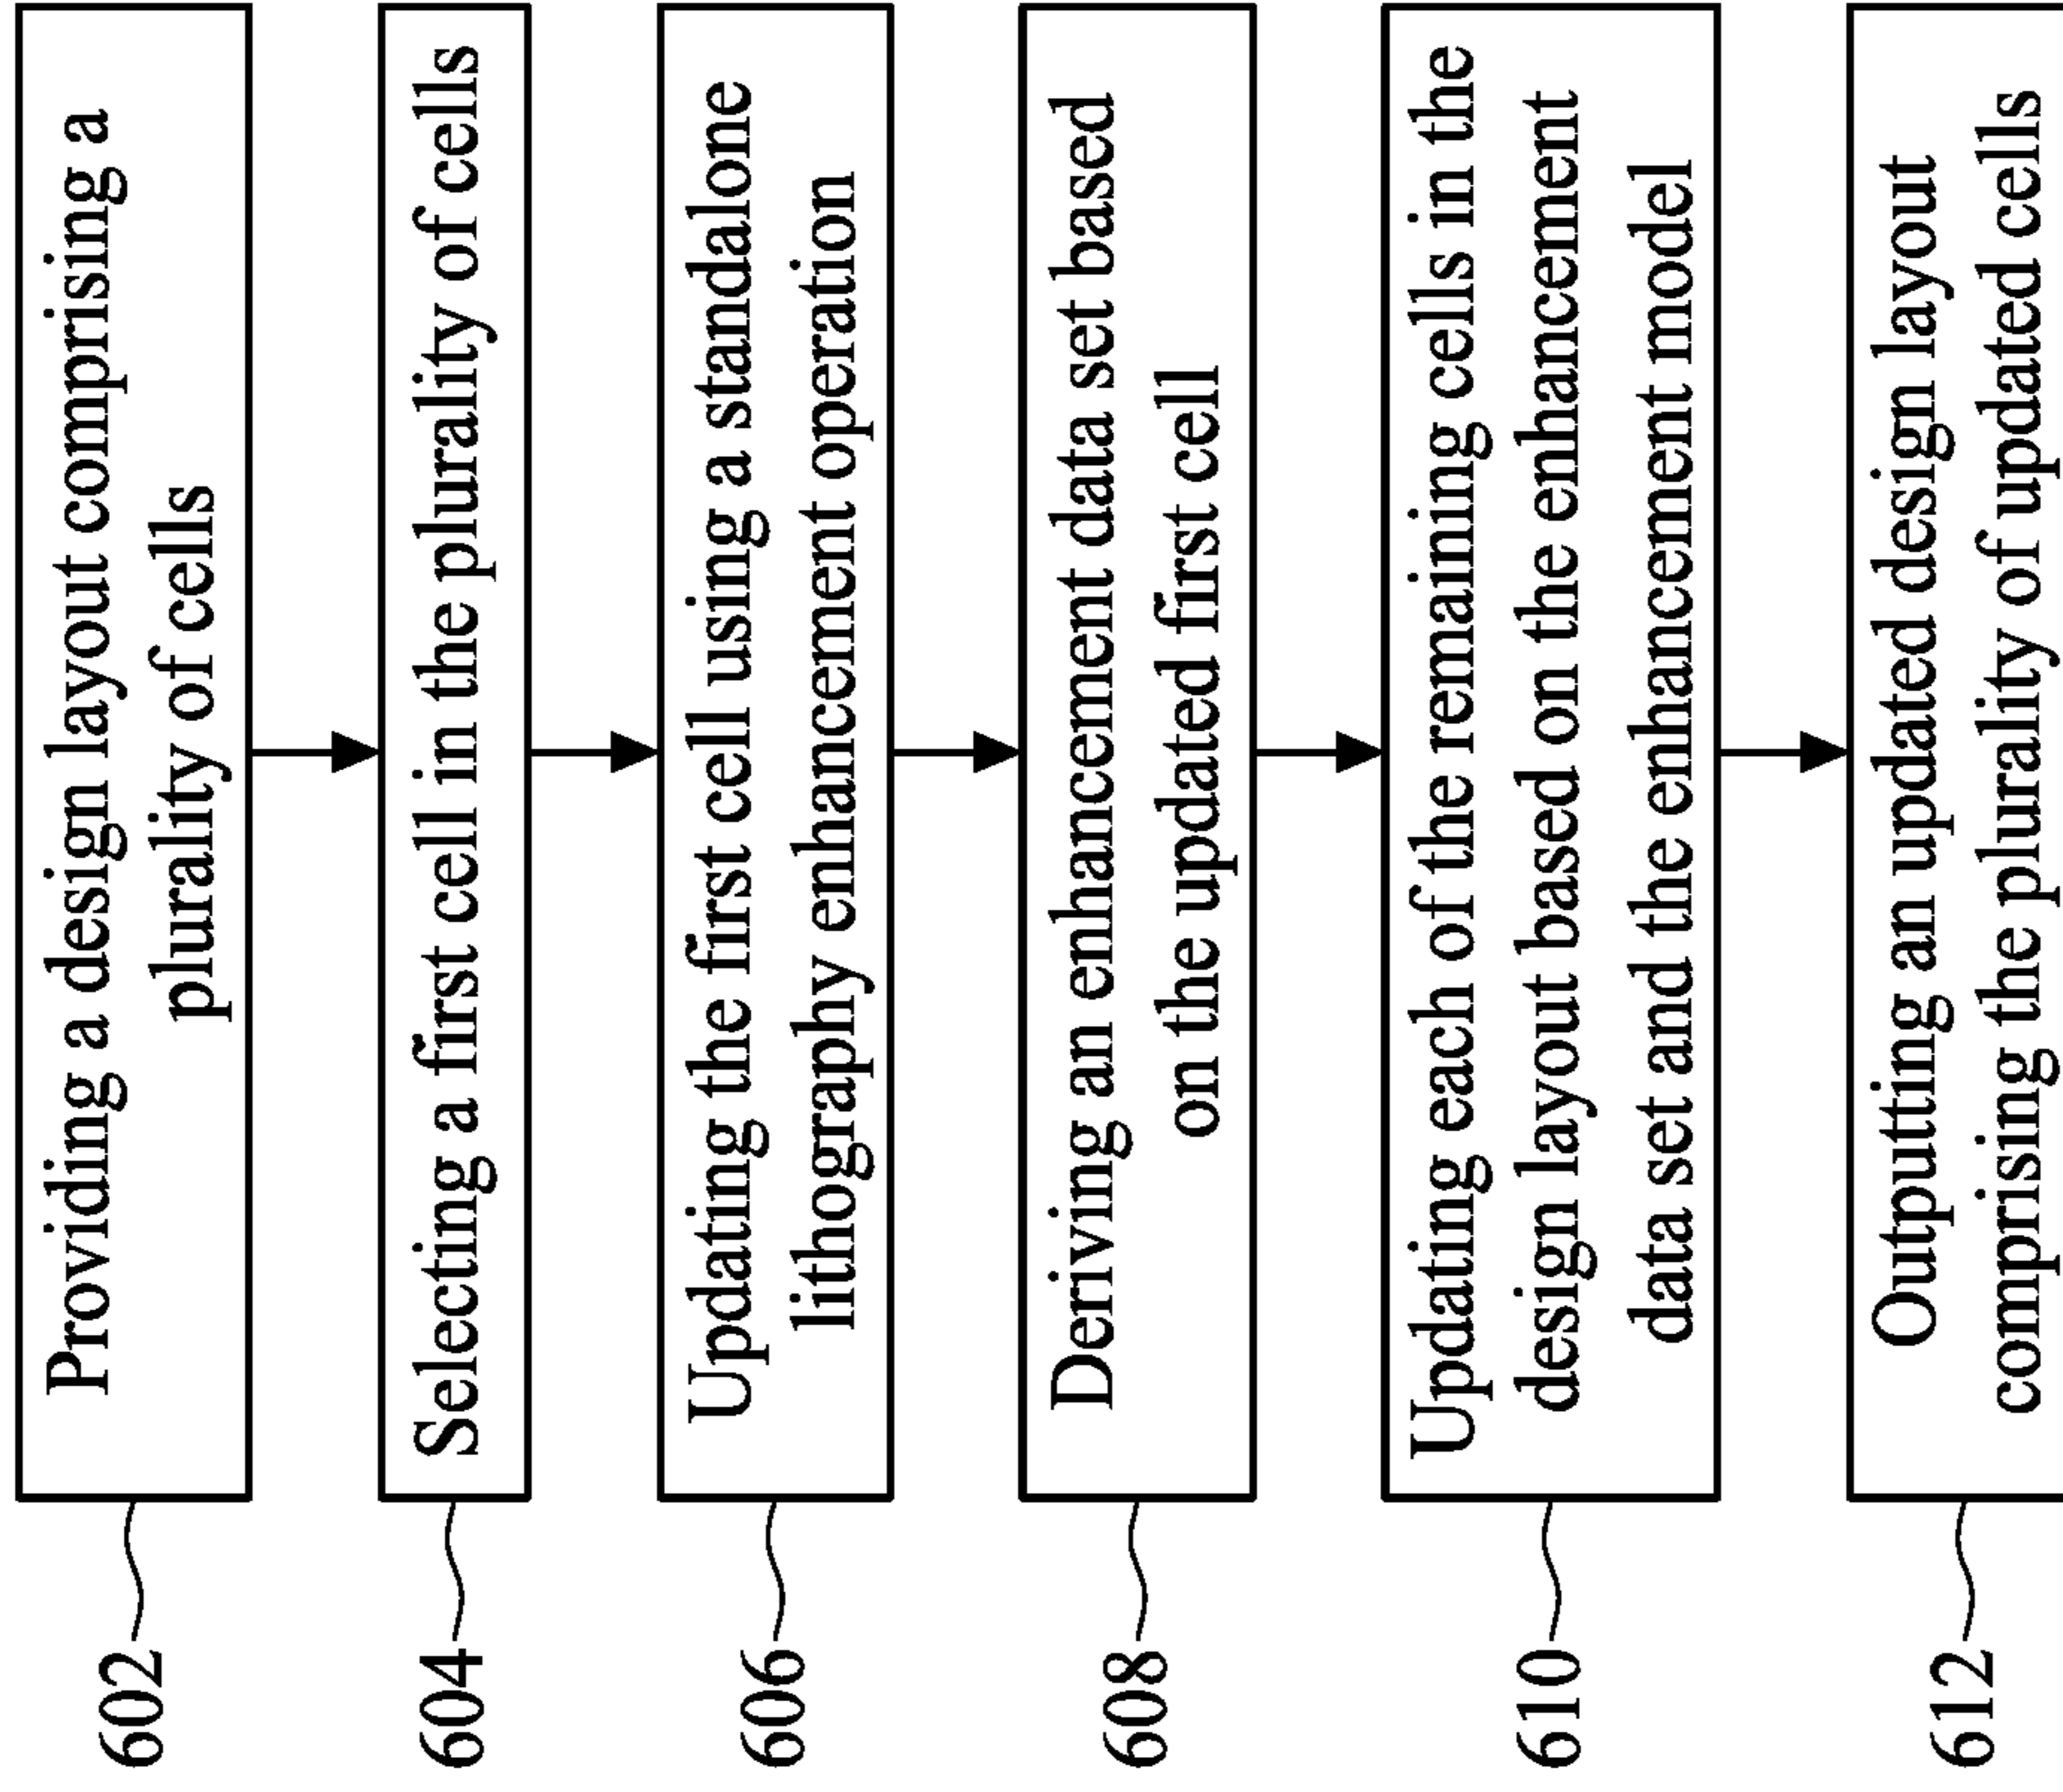 602
Providing a design layout comprising a
plurality of cells
604
Selecting a first cell in the plurality of cells
606
Updating the first cell using a standalone
lithography enhancement operation
608
Deriving an enhancement data set based
on the updated first cell
610
Updating each of the remaining cells in the
design layout based on the enhancement
data set and the enhancement model
612
Outputting an updated design layout
comprising the plurality of updated cells